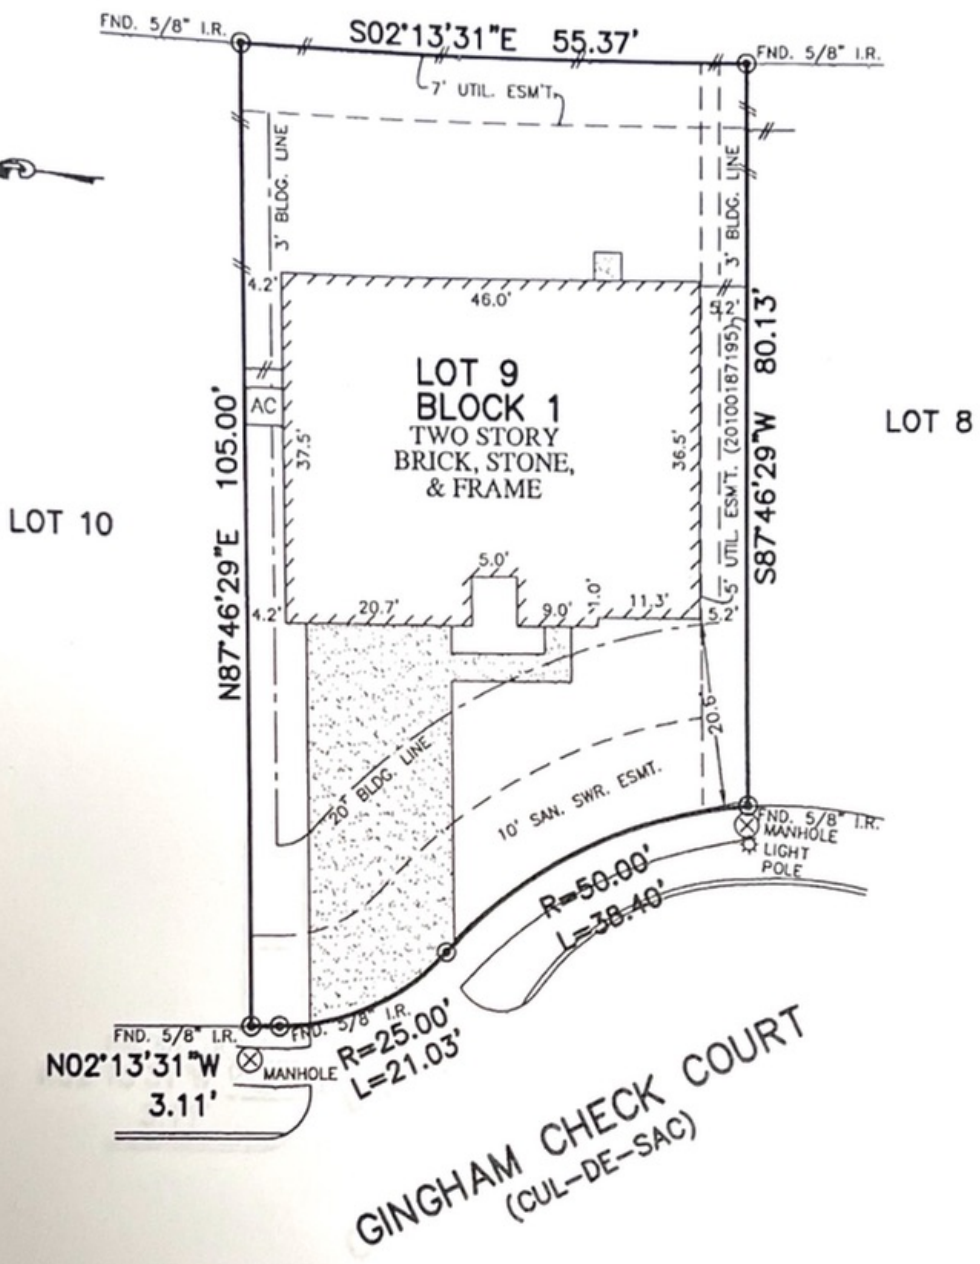 FND. 5/8" I.R.
S02°13'31"E 55.37'
FND. 5/8" I.R.
7' UTIL. ESM'T.
3' BLDG. LINE
3' BLDG. LINE
4.2'
46.0'
5.2'
LOT 9
BLOCK 1
TWO STORY
BRICK, STONE,
& FRAME
AC
37.5'
36.5'
5' UTIL. ESMT. (20100187195)
S87°46'29"W 80.13'
LOT 8
LOT 10
N87°46'29"E 105.00'
4.2'
20.7'
5.0'
9.0'
1.0'
11.3'
5.2'
20.6'
20' BLDG. LINE
10' SAN. SWR. ESMT.
FND. 5/8" I.R.
MANHOLE
LIGHT
POLE
R=50.00'
L=38.40'
FND. 5/8" I.R.
FND. 5/8" I.R.
N02°13'31"W
3.11'
MANHOLE
R=25.00'
L=21.03'
GINGHAM CHECK COURT
(CUL-DE-SAC)